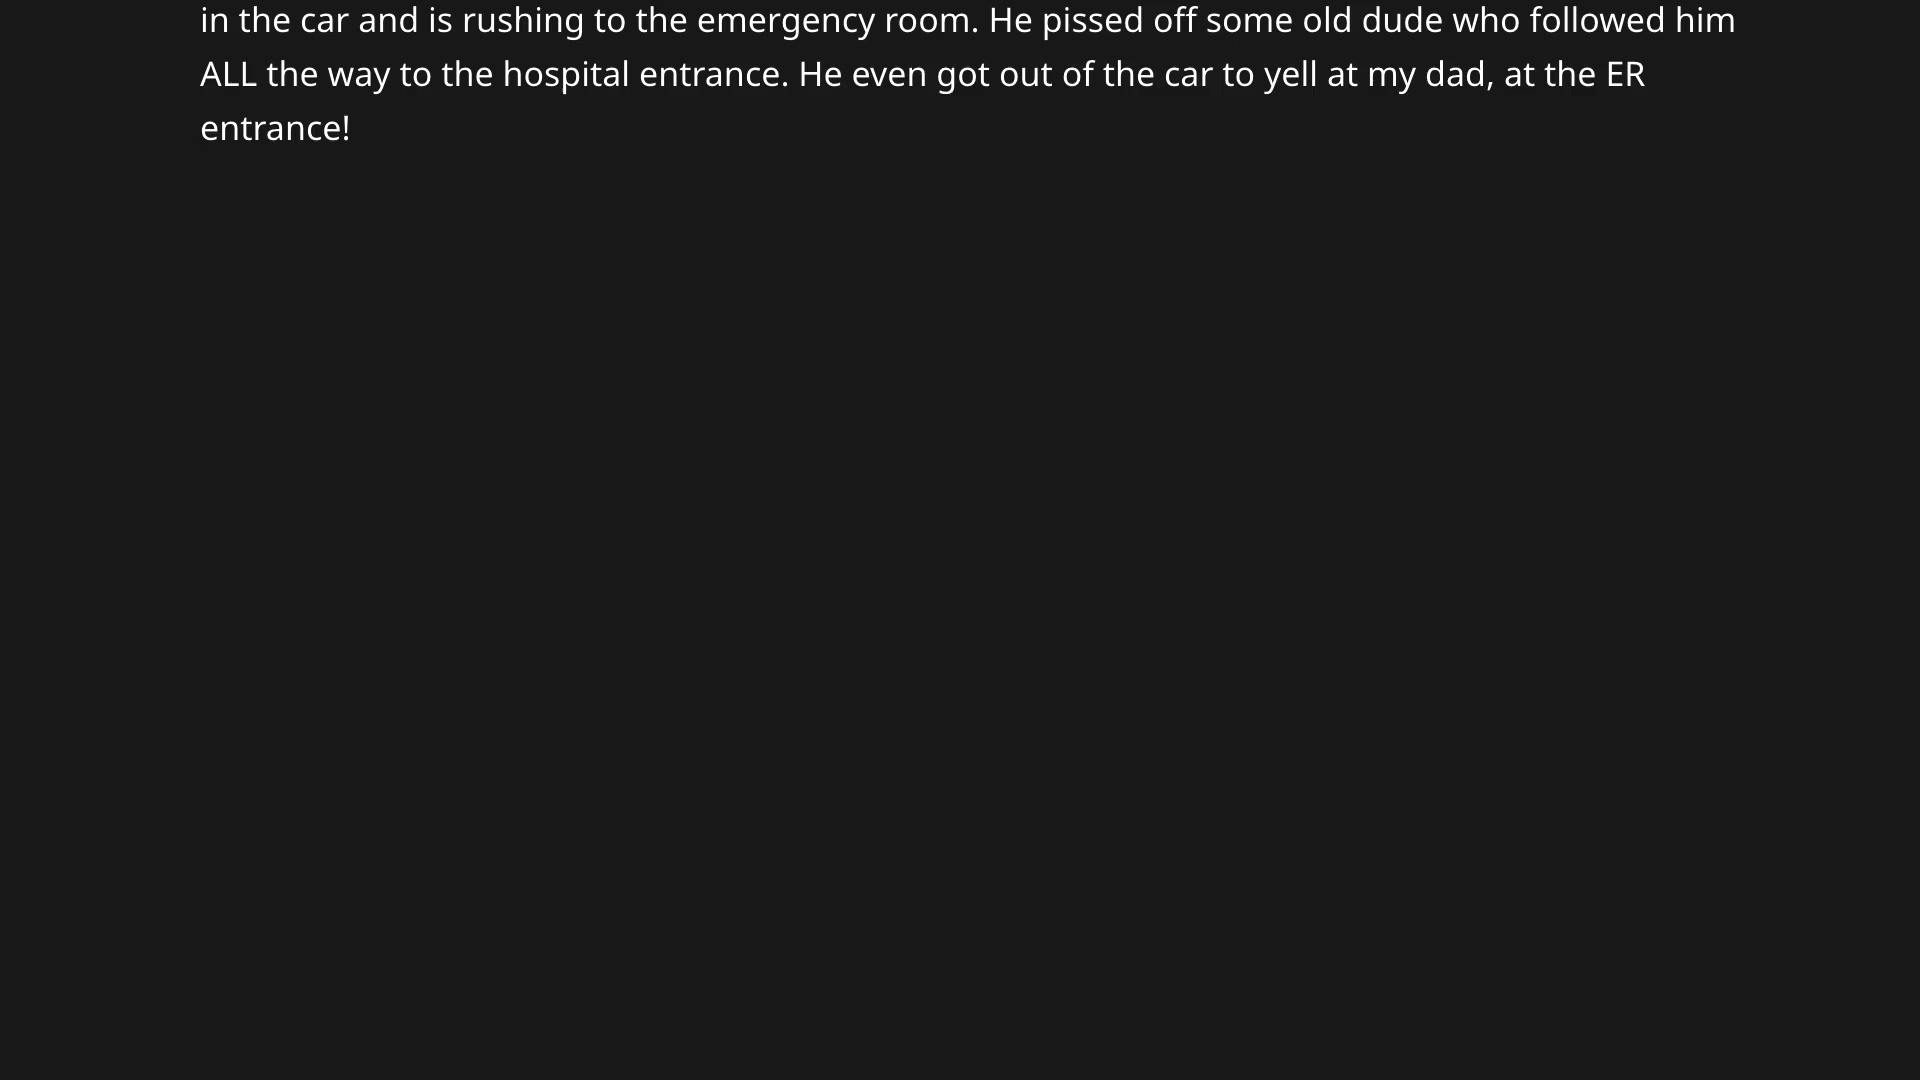 in the car and is rushing to the emergency room. He pissed off some old dude who followed him
ALL the way to the hospital entrance. He even got out of the car to yell at my dad, at the ER
entrance!